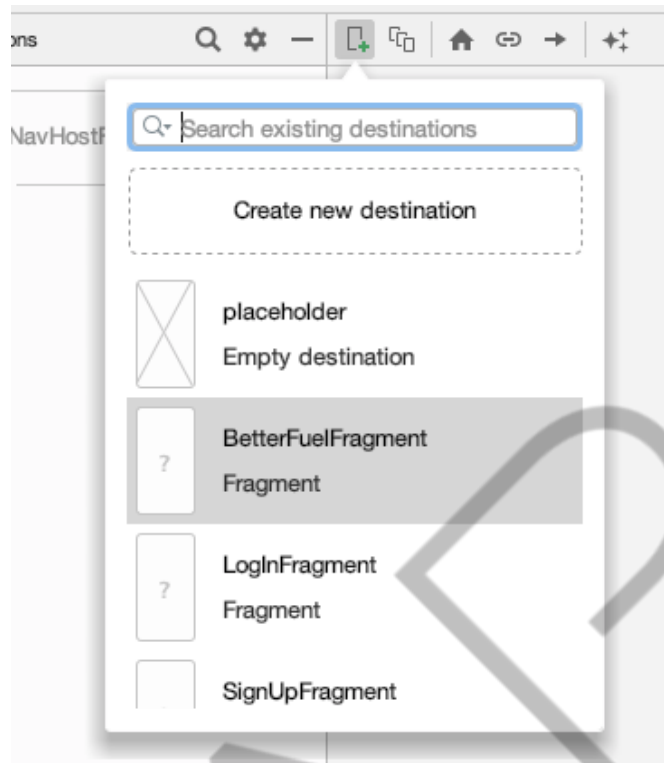 ons
NavHostF
Search existing destinations
Create new destination
placeholder
Empty destination
?
BetterFuelFragment
Fragment
?
LogInFragment
Fragment
SignUpFragment